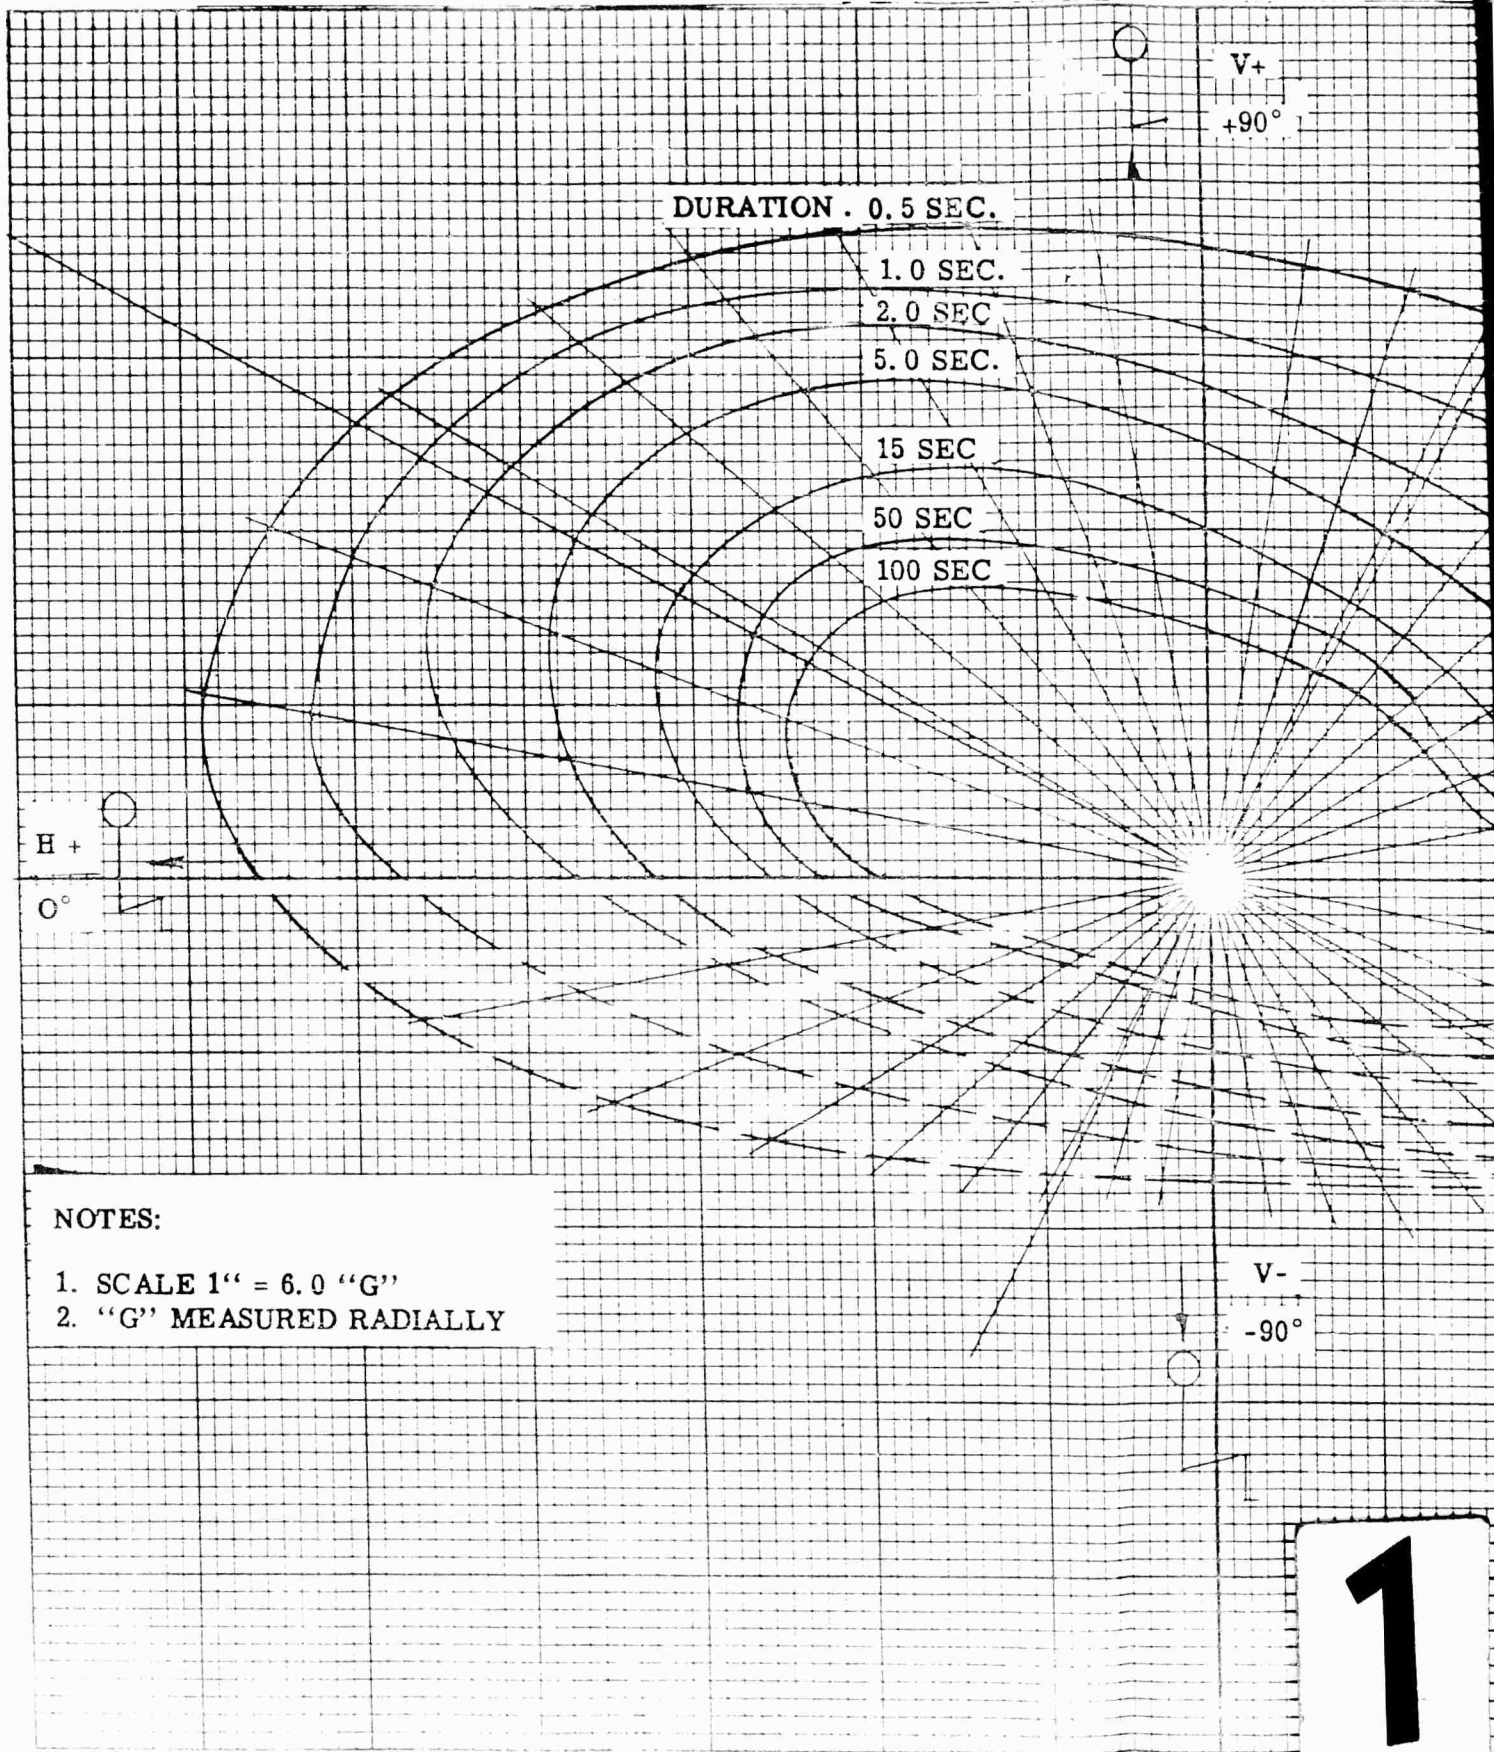 V+
+90°
DURATION . 0.5 SEC.
1.0 SEC.
2.0 SEC
5.0 SEC.
15 SEC
50 SEC
100 SEC
H +
0°
NOTES:
1. SCALE 1“ = 6.0 “G”
2. “G” MEASURED RADIALLY
V-
-90°
1